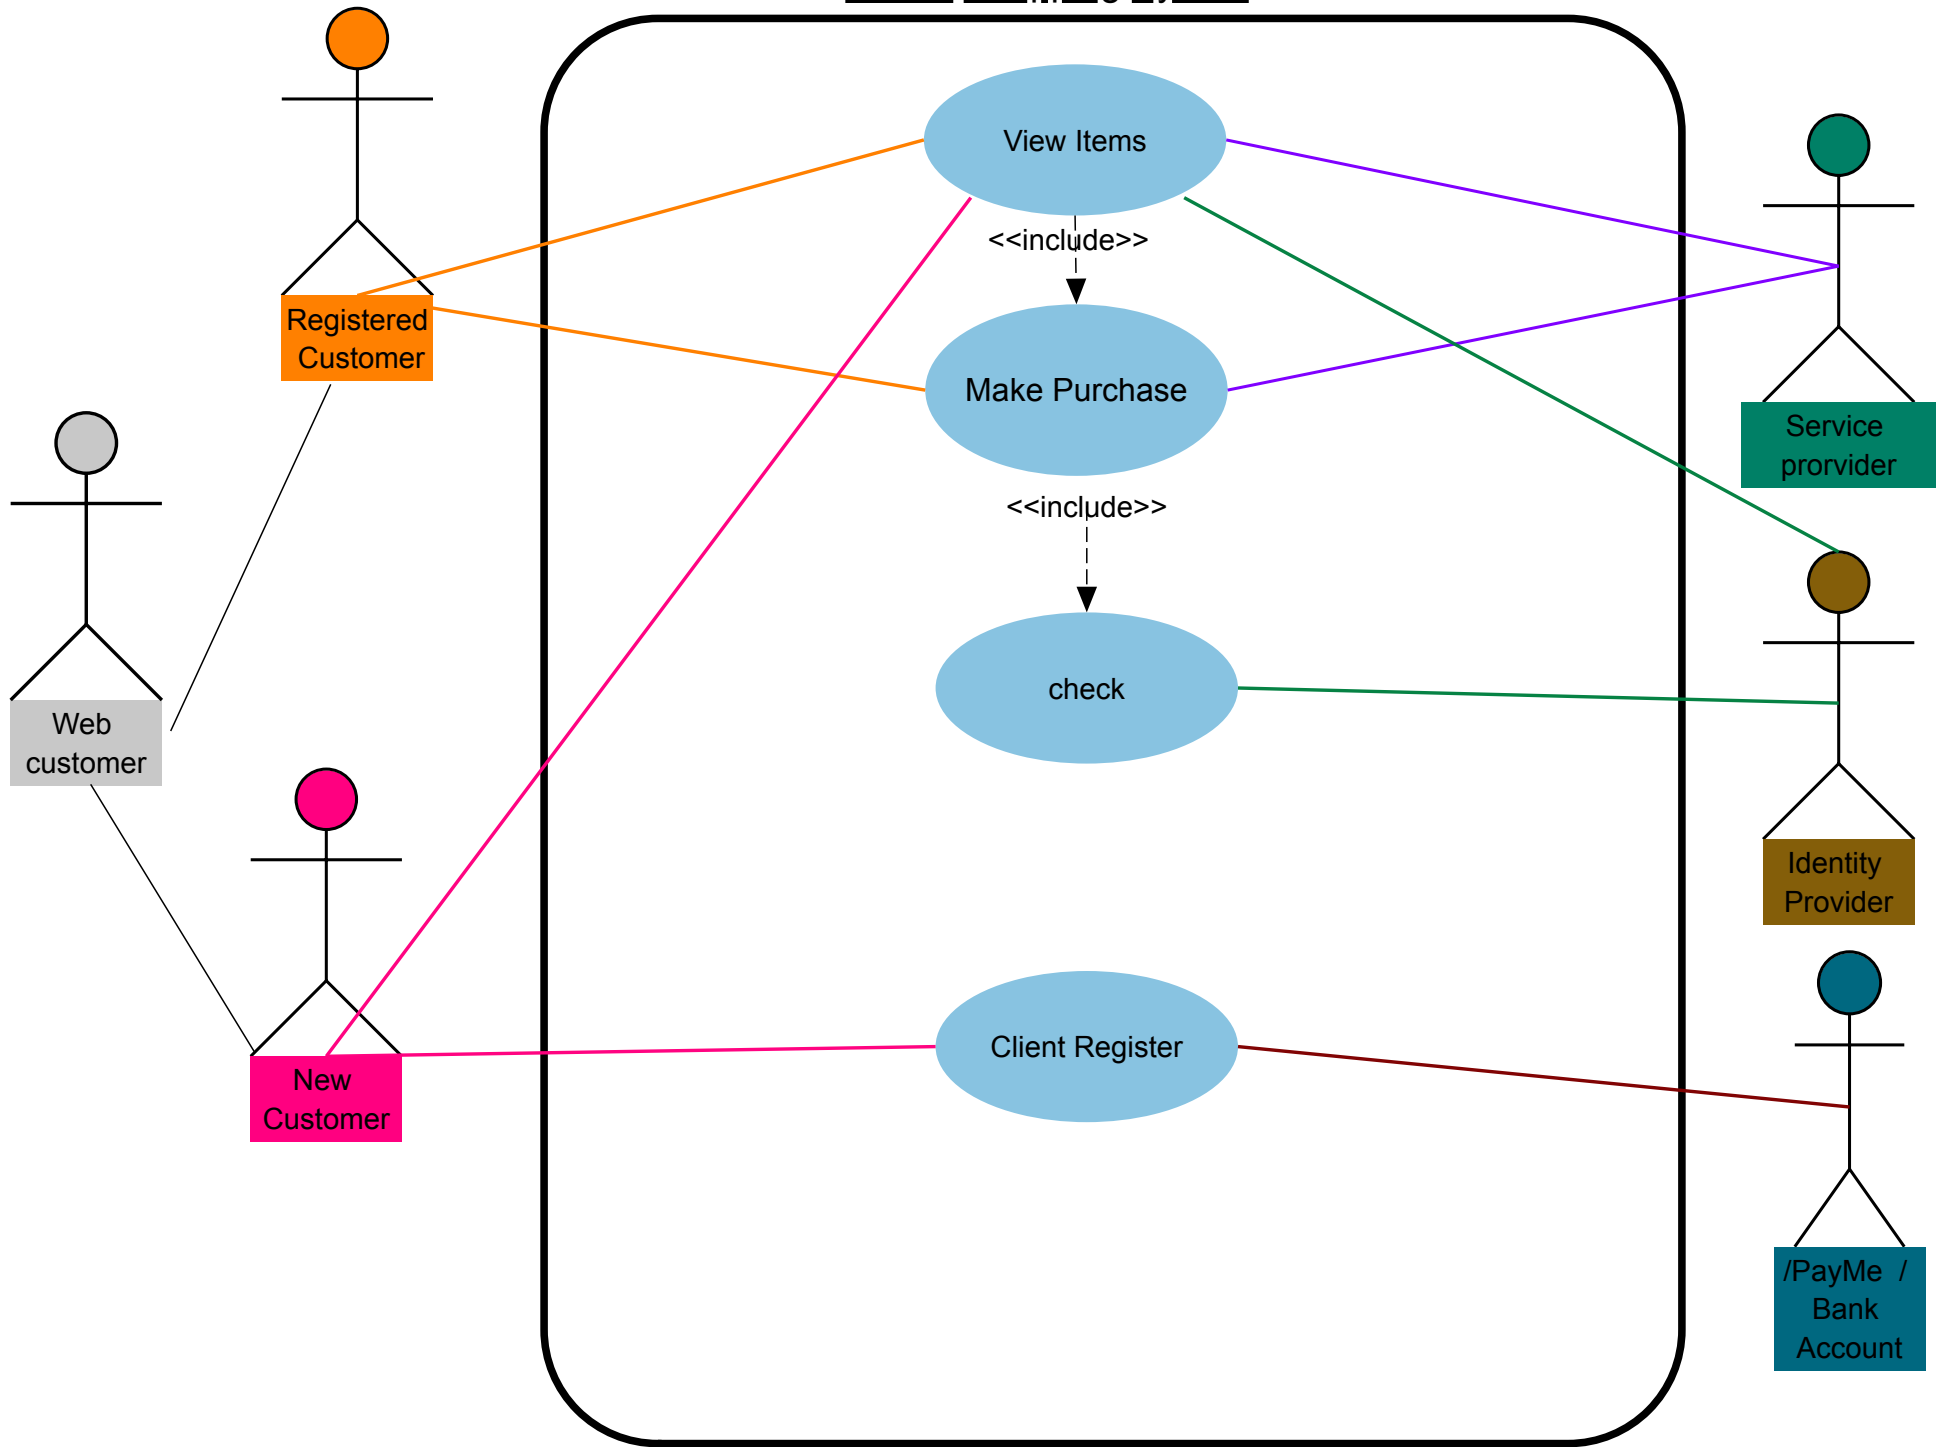 View Items
<<include>>
Registered
Customer
Make Purchase
Service
prorvider
<<include>>
check
Web
customer
Identity
Provider
Client Register
New
Customer
/PayMe /
Bank
Account